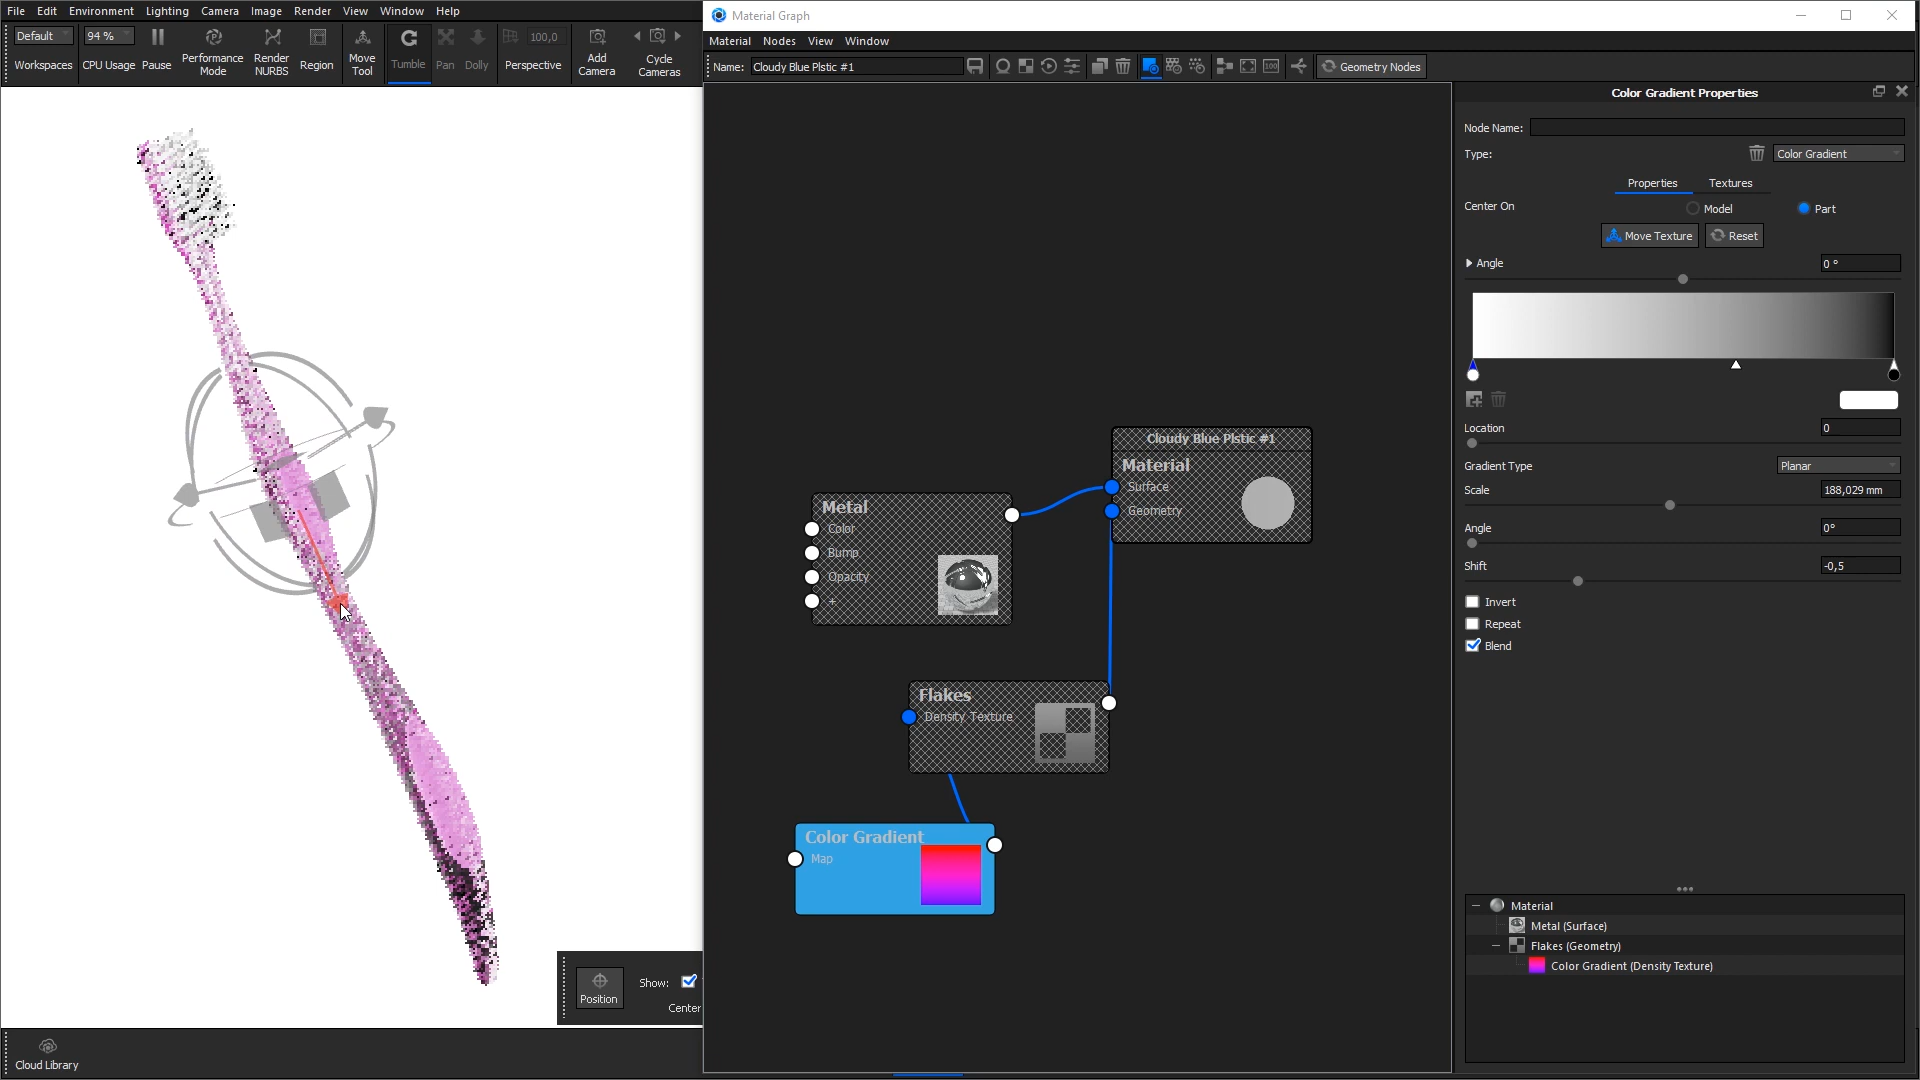 File Edit Environment Lighting Camera Image Render View Window Help
Default 94 % 100,0
Workspaces CPU Usage Pause Performance Mode Render NURBS Region Move Tool Tumble Pan Dolly Perspective Add Camera Cycle Cameras
Material Graph
Material Nodes View Window
Name: Cloudy Blue Plstic #1 100 Geometry Nodes
Color Gradient Properties
Node Name:
Type: Color Gradient
Properties Textures
Center On Model Part
Move Texture Reset
Angle 0 °
Location 0
Gradient Type Planar
Scale 188,029 mm
Angle 0°
Shift -0,5
Invert
Repeat
Blend
Cloudy Blue Plstic #1
Material
Surface
Geometry
Metal
Color
Bump
Opacity
+
Flakes
Density Texture
Color Gradient
Map
Material
Metal (Surface)
Flakes (Geometry)
Color Gradient (Density Texture)
Position
Show:
Center
Cloud Library